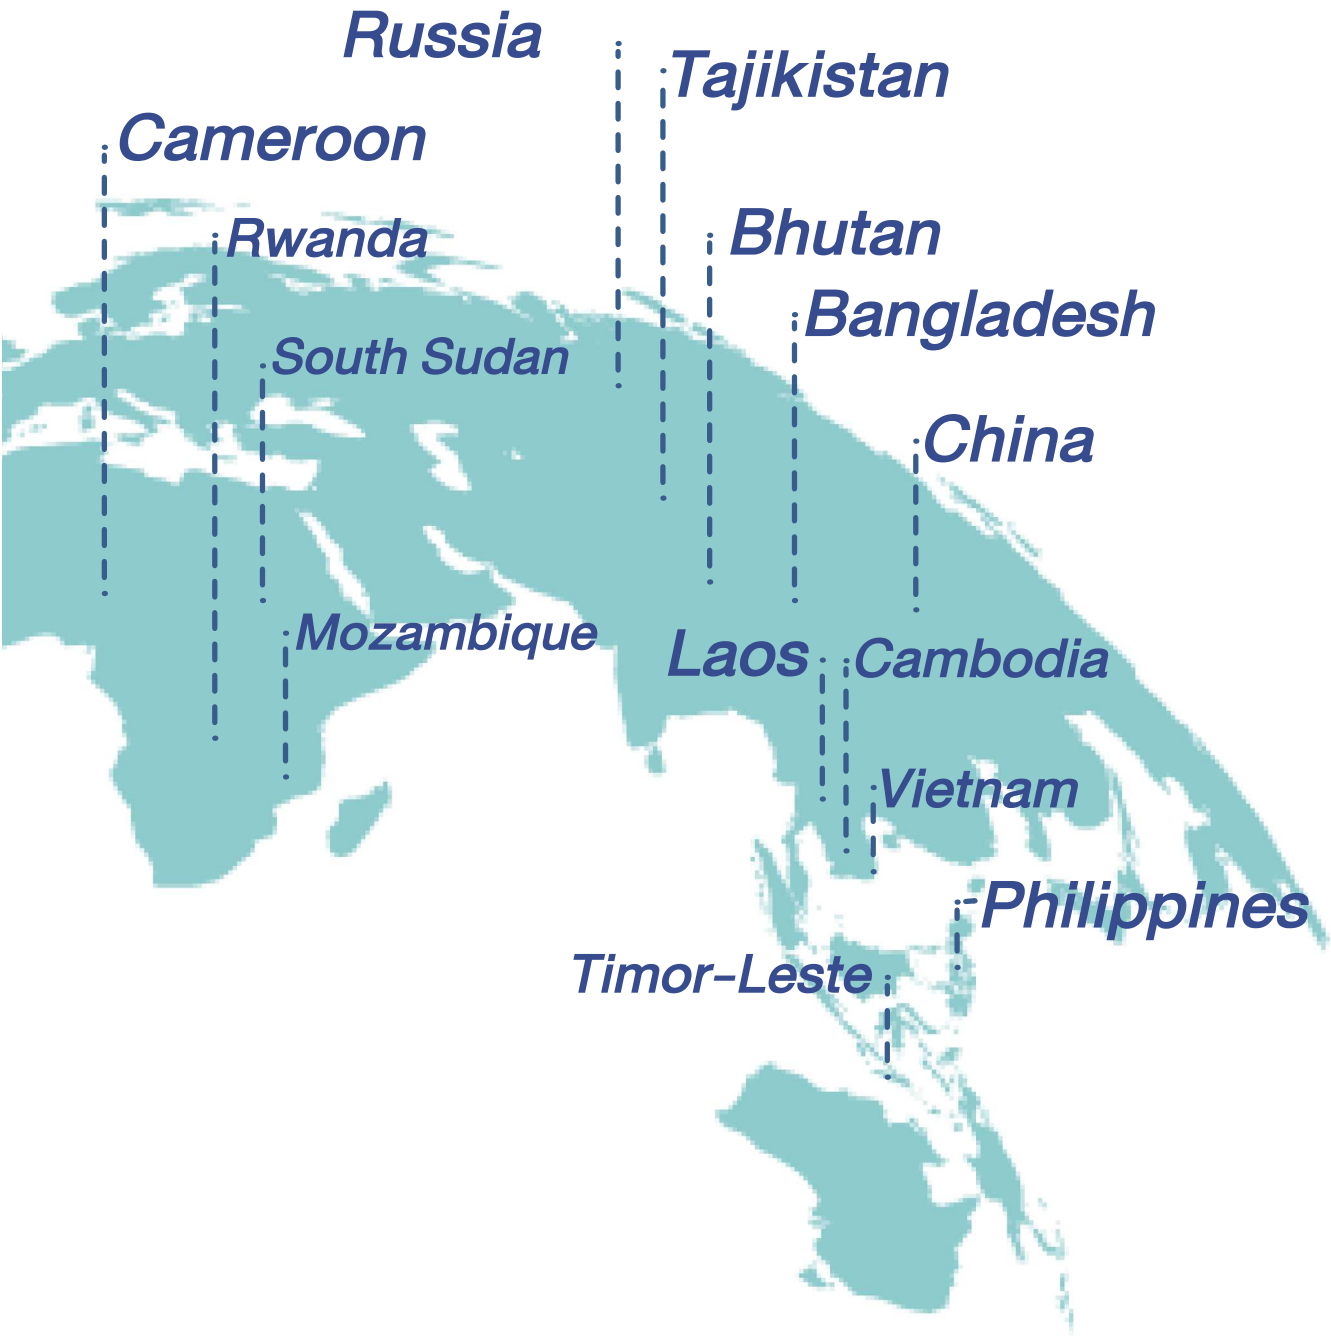 Russia
Tajikistan
Cameroon
Rwanda
Bhutan
Bangladesh
South Sudan
China
Mozambique
Laos
Cambodia
Vietnam
Philippines
Timor-Leste